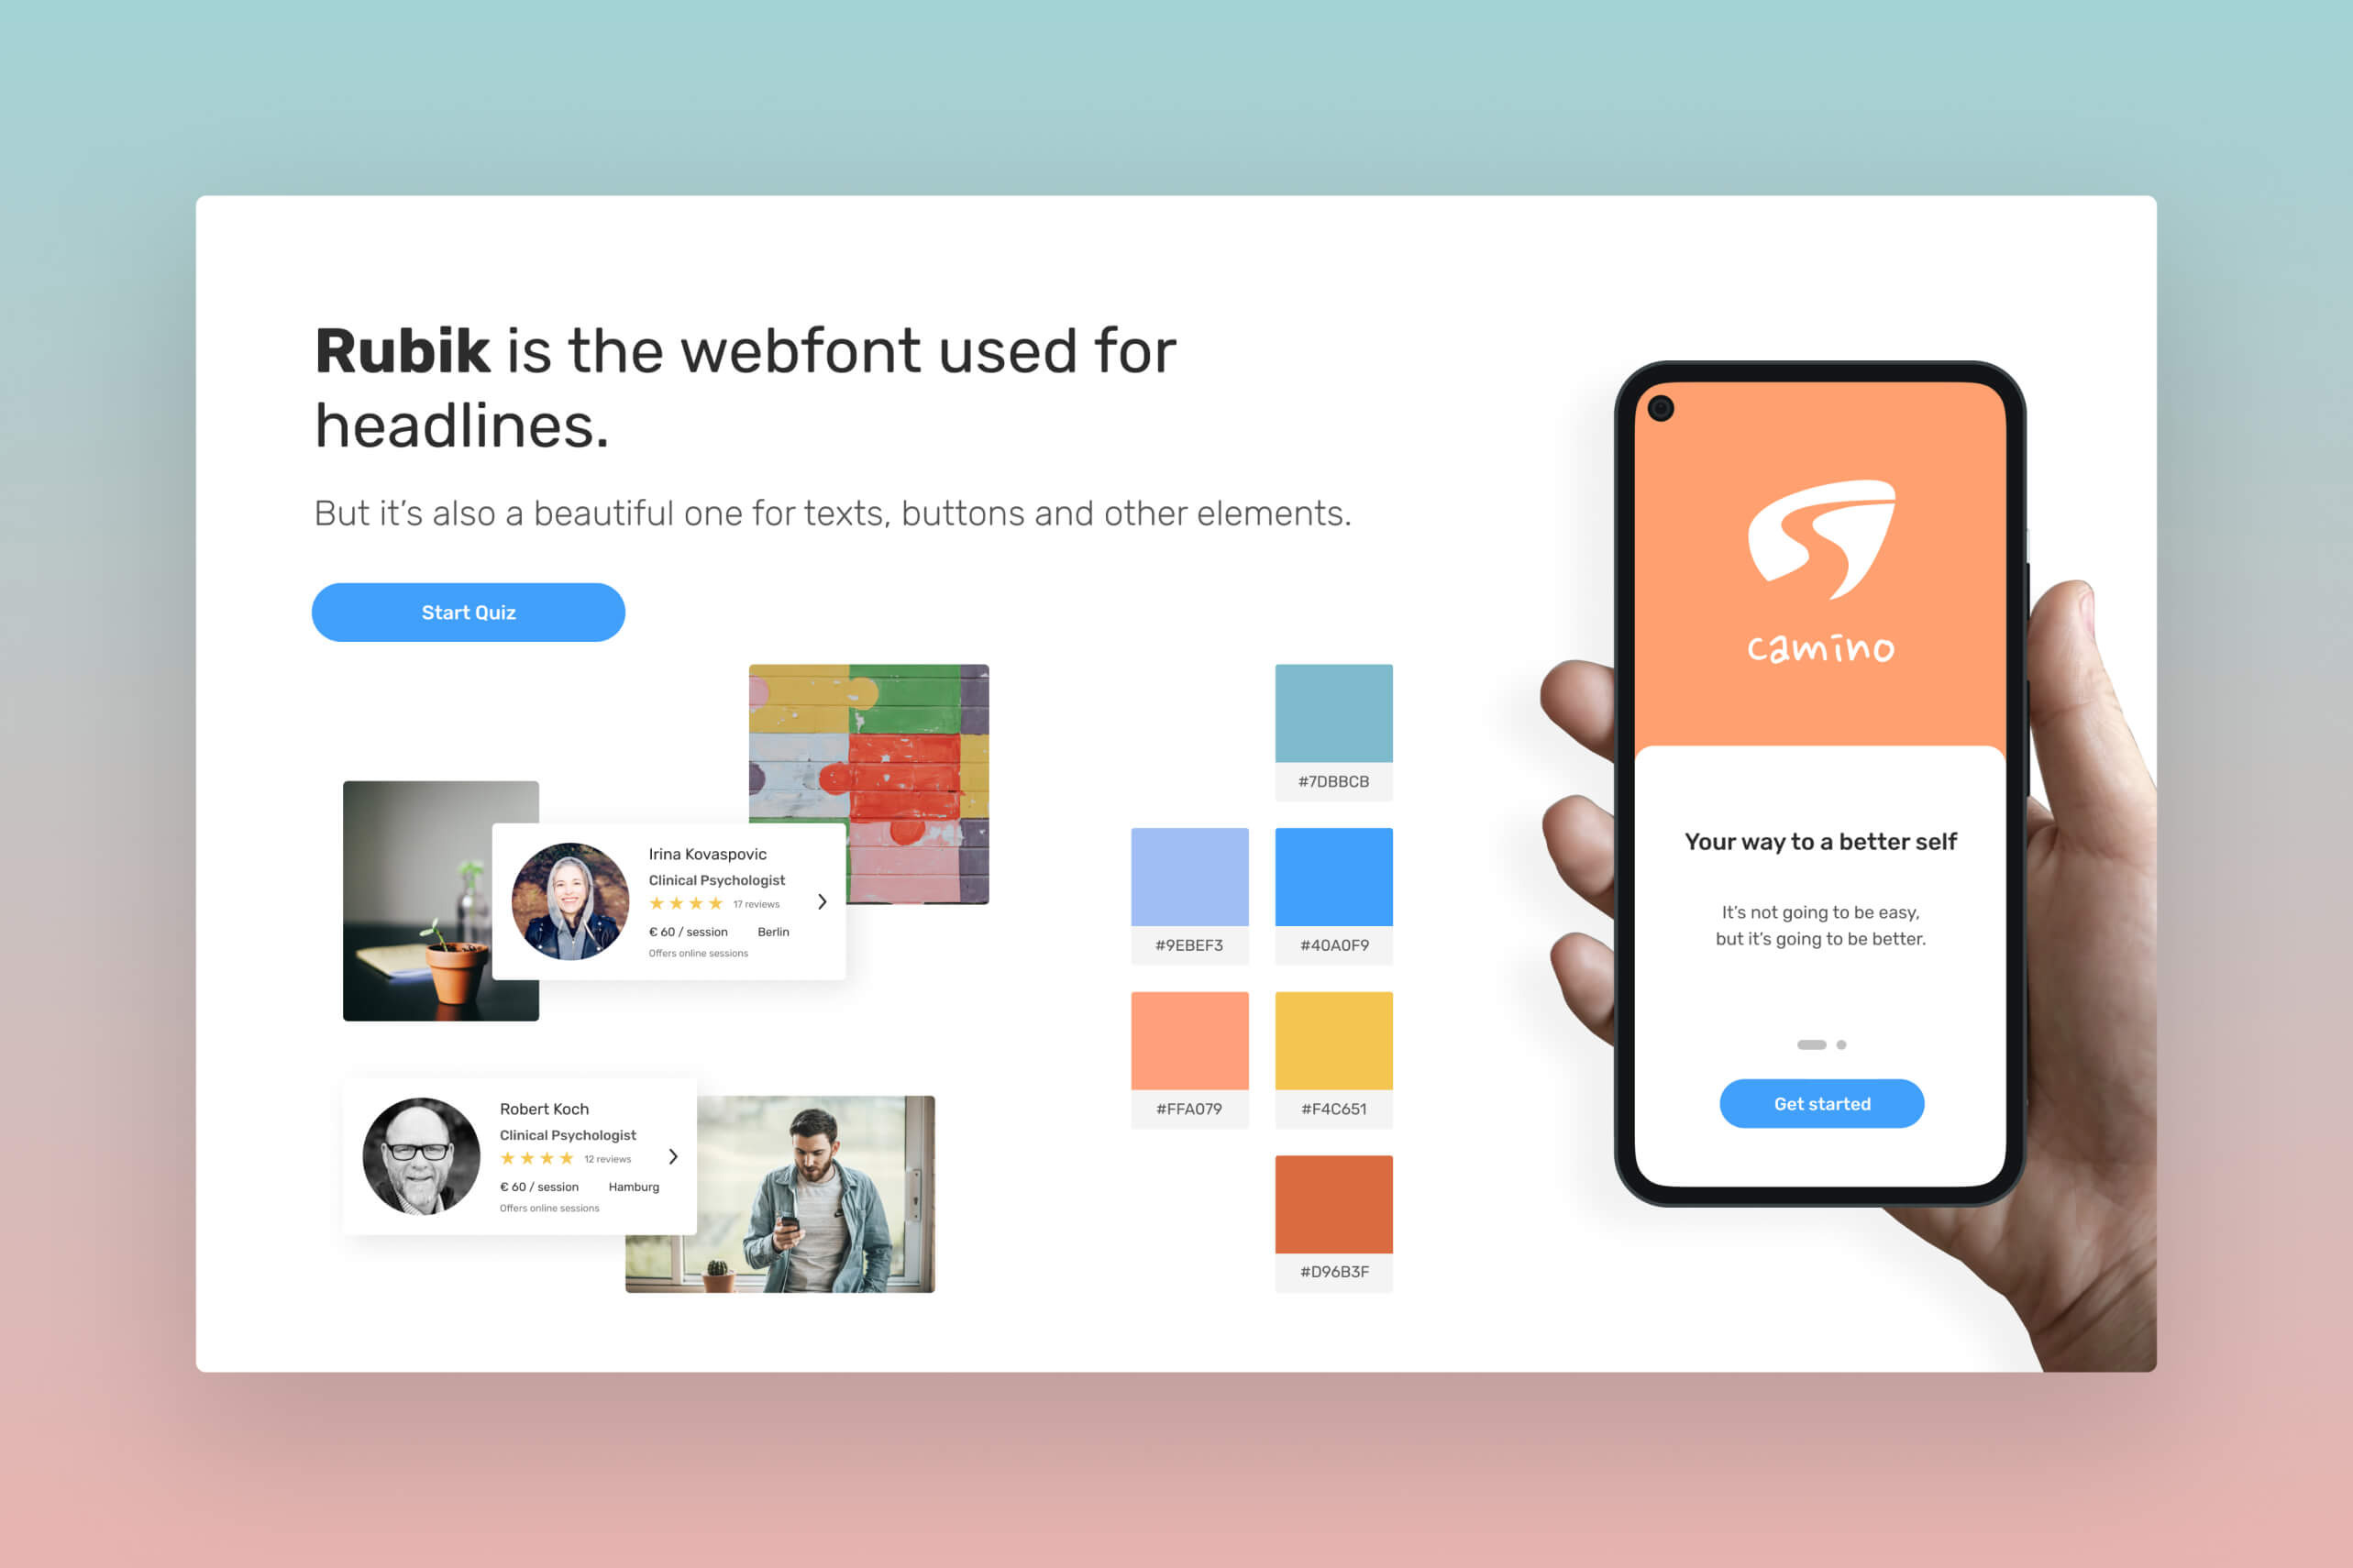 Rubik is the webfont used for
headlines.
But it’s also a beautiful one for texts, buttons and other elements.
Start Quiz
Irina Kovaspovic
Clinical Psychologist
17 reviews
€ 60 / session Berlin
Offers online sessions
Robert Koch
Clinical Psychologist
12 reviews
€ 60 / session Hamburg
Offers online sessions
#7DBBCB
#9EBEF3 #40A0F9
#FFA079 #F4C651
#D96B3F
camino
Your way to a better self
It’s not going to be easy,
but it’s going to be better.
Get started